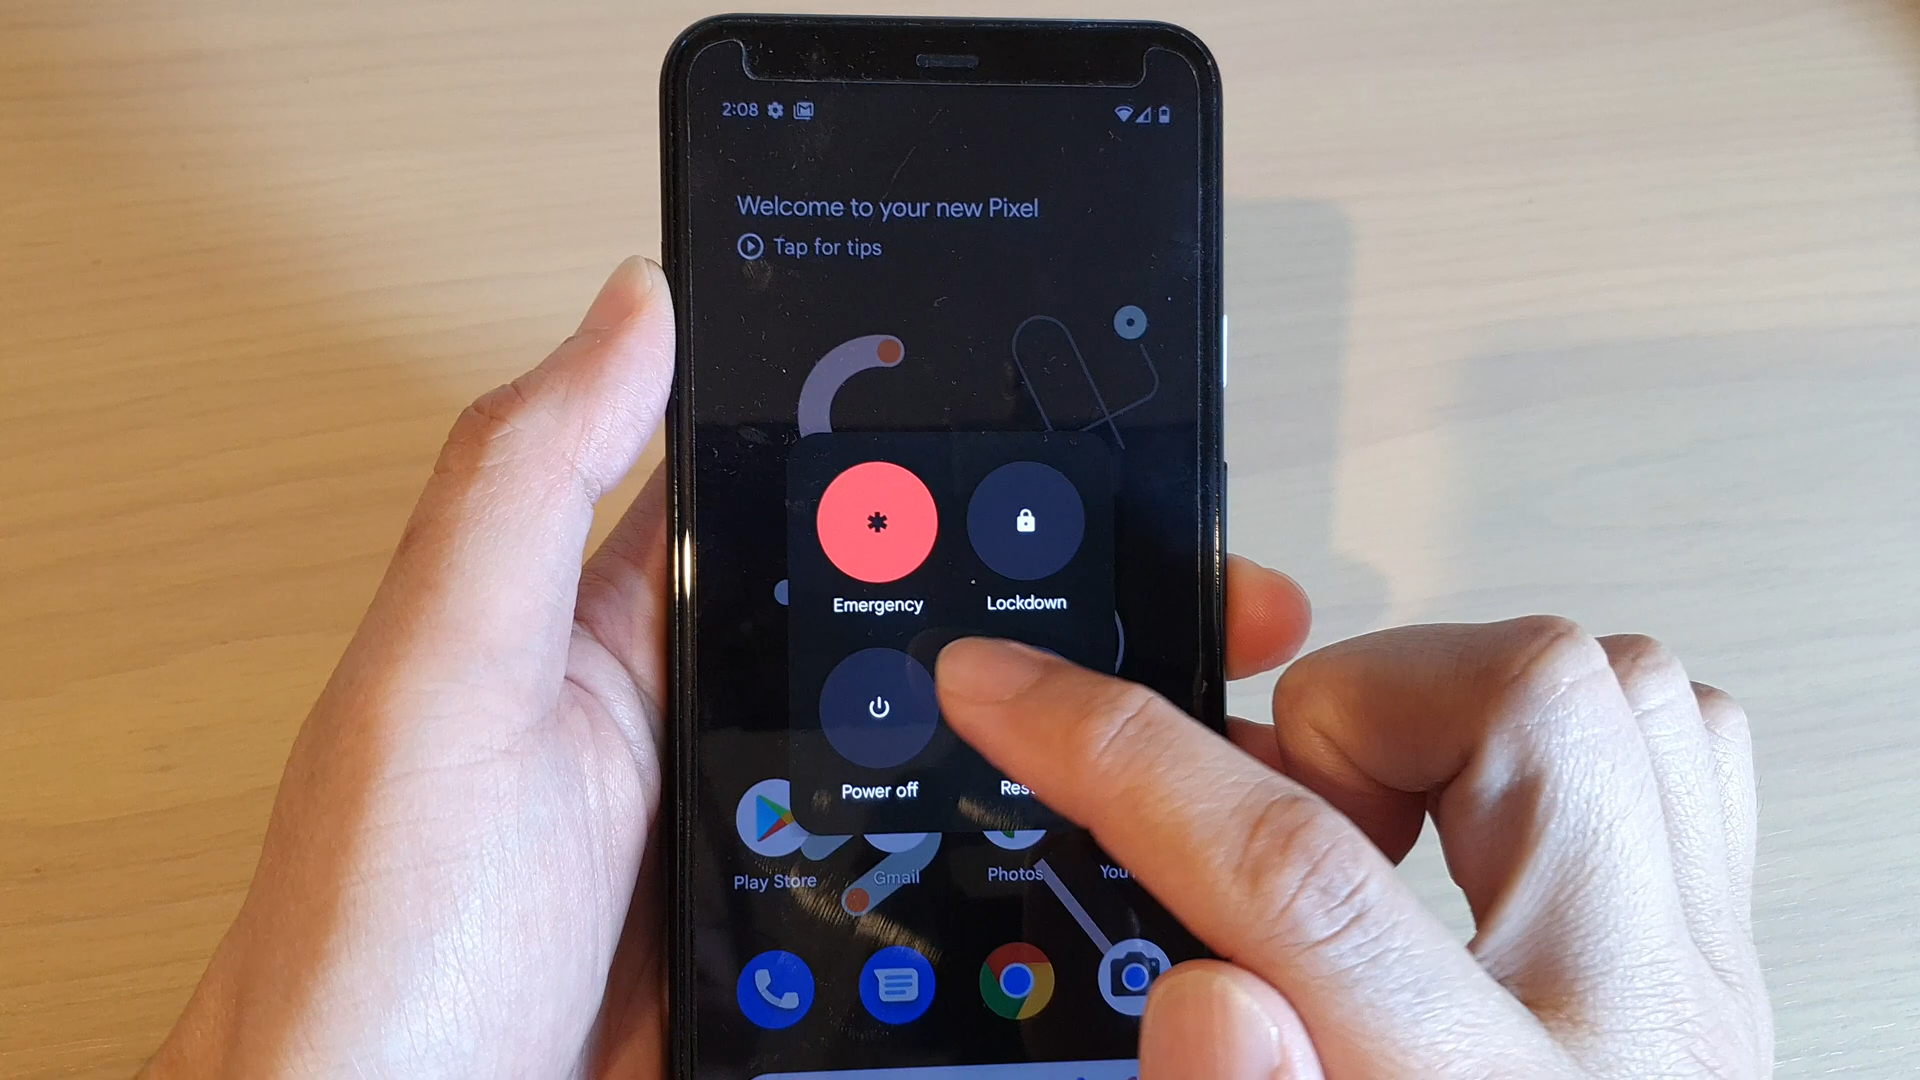 2:08
Welcome to your new Pixel
Tap for tips
Emergency
Lockdown
Power off
Play Store
Gmail
Photos